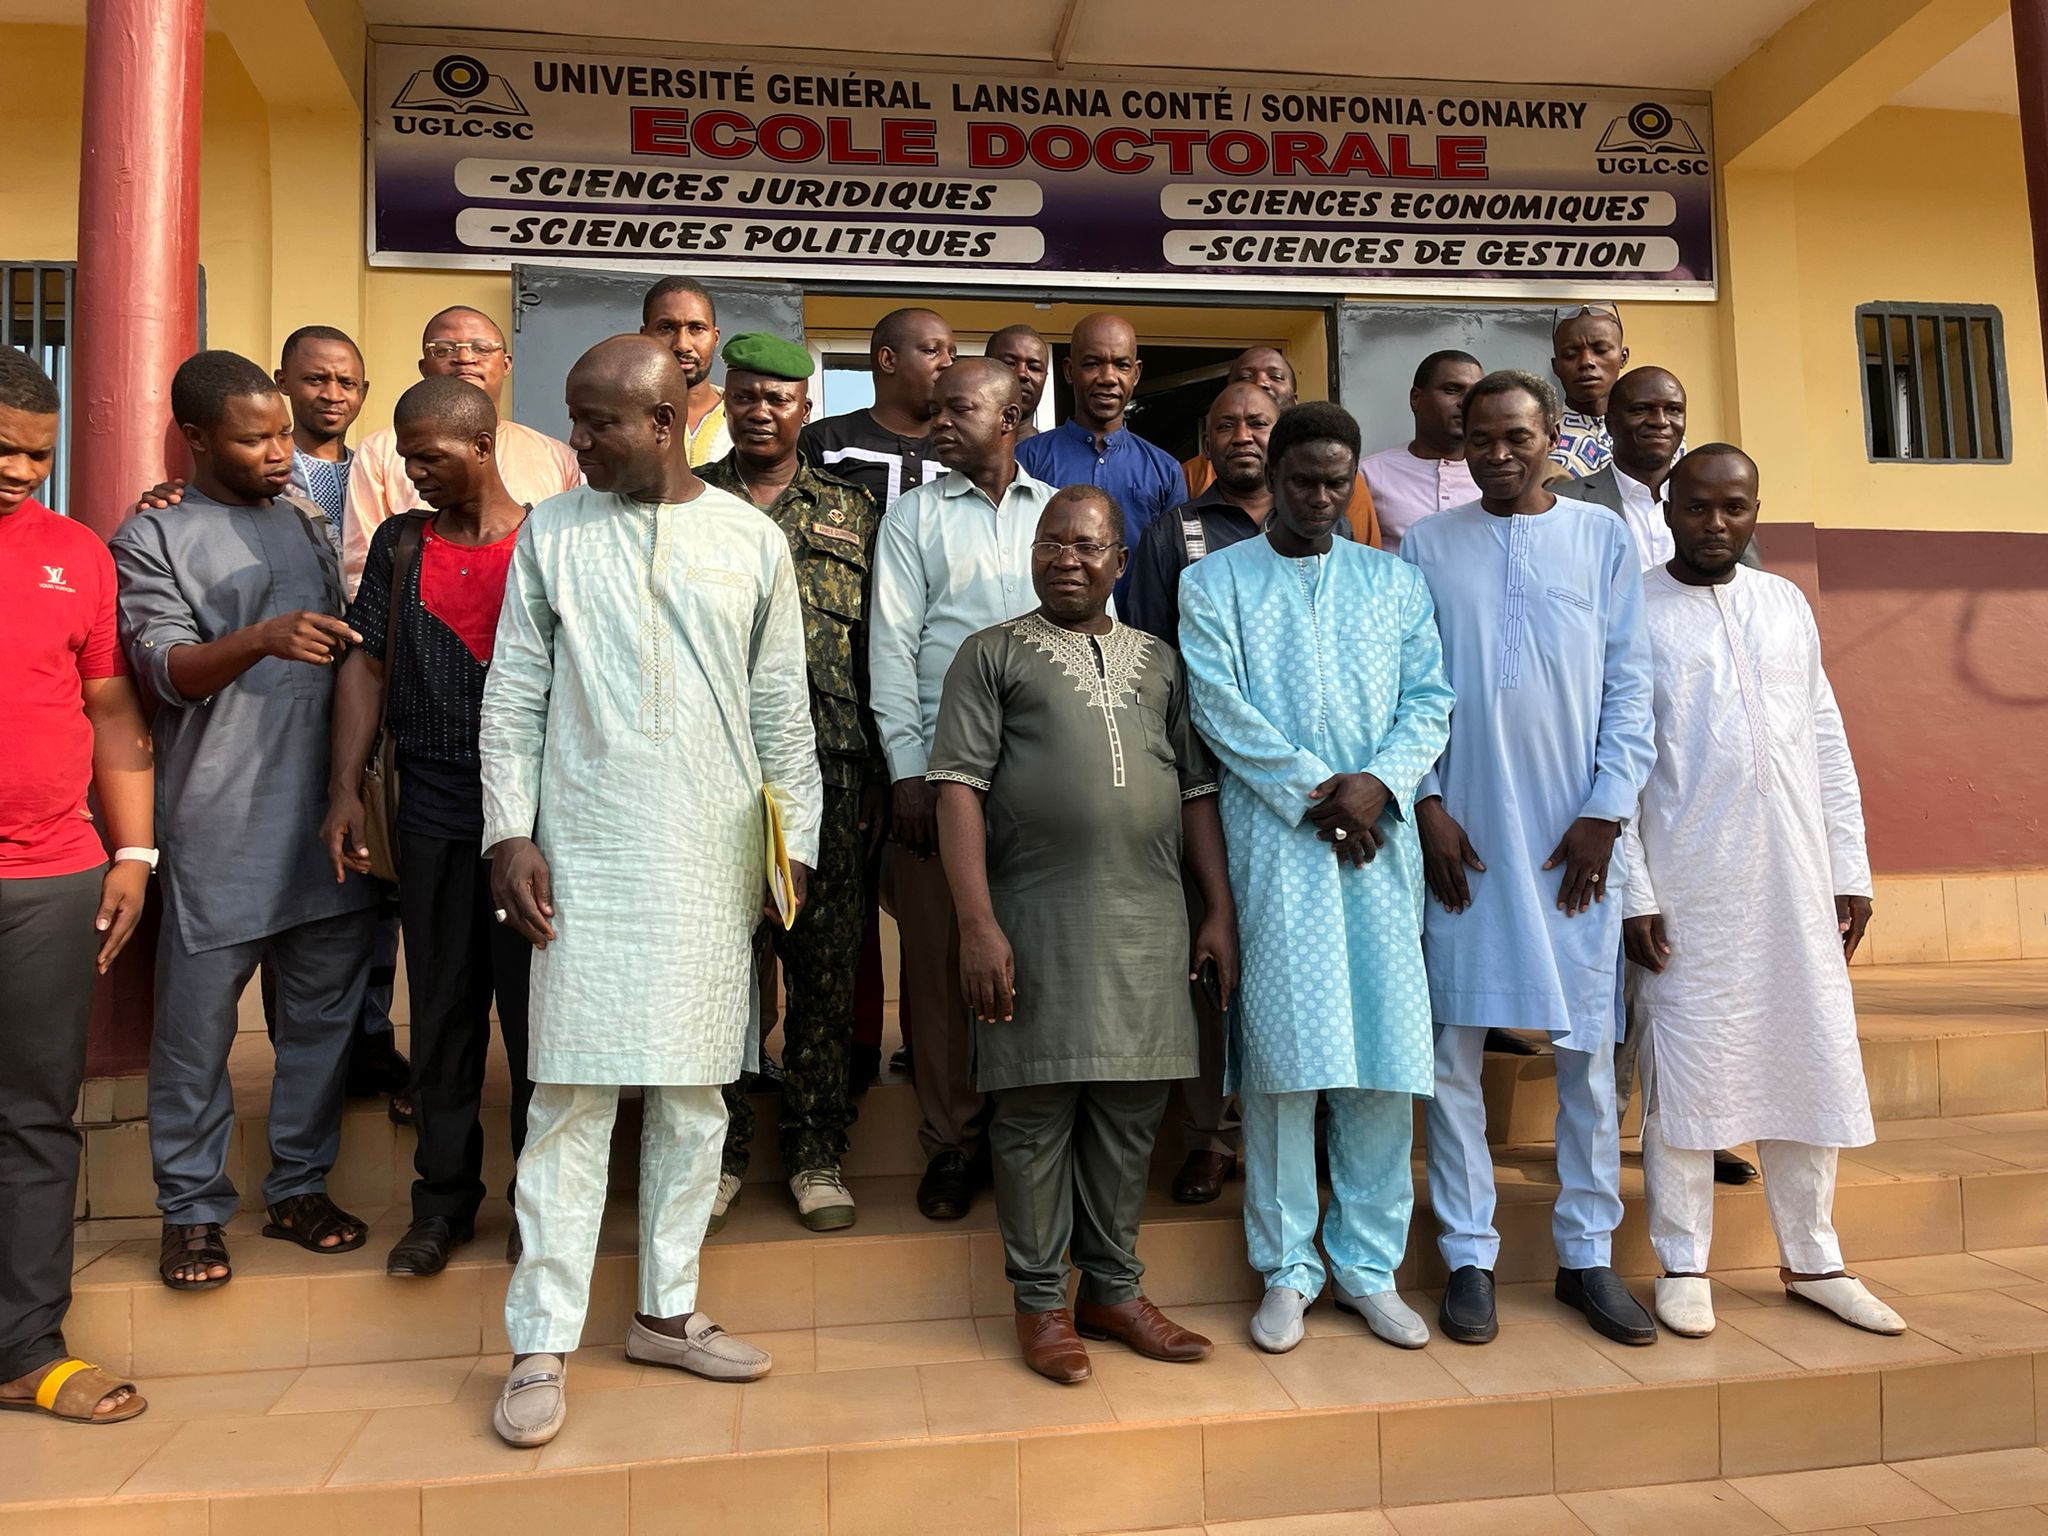 UNIVERSITÉ GENÉRAL LANSANA CONTÉ / SONFONIA-CONAKRY
ECOLE DOCTORALE
UGLC-SC
UGLC-SC
-SCIENCES JURIDIQUES
-SCIENCES ECONOMIQUES
-SCIENCES POLITIQUES
-SCIENCES DE GESTION